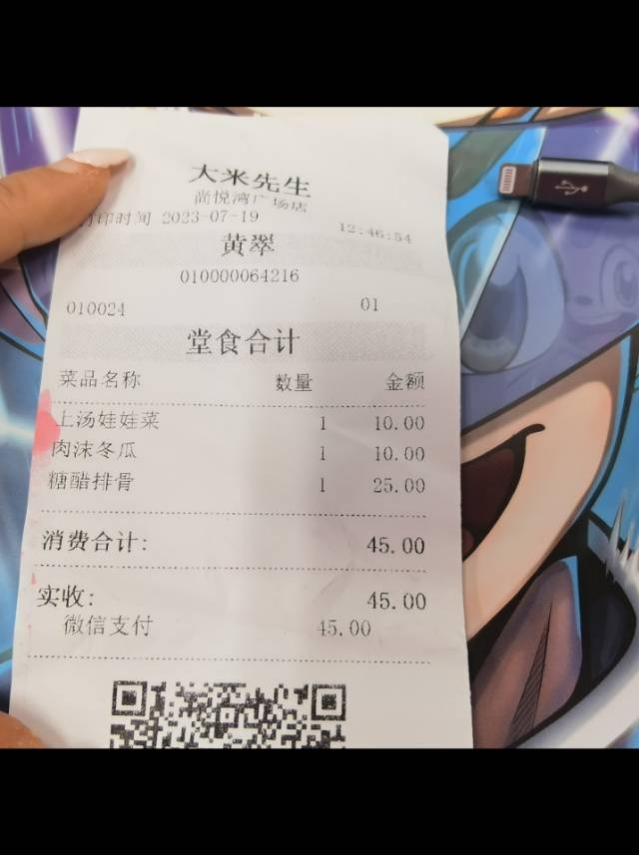 大米先生
尚悦湾广场店
打印时间 2023-07-19 12:46:54
黄翠
010000064216
010024 01
堂食合计
菜品名称 数量 金额
上汤娃娃菜 1 10.00
肉沫冬瓜 1 10.00
糖醋排骨 1 25.00
消费合计: 45.00
实收: 45.00
微信支付 45.00